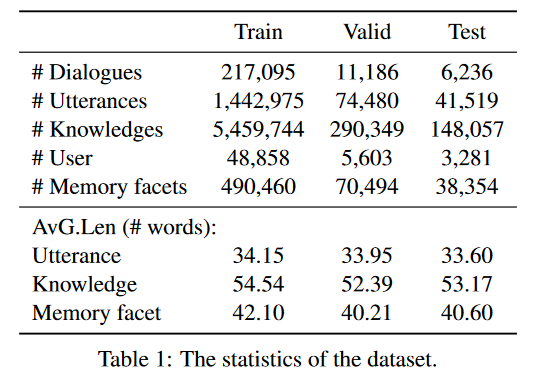 Train Valid Test
# Dialogues 217,095 11,186 6,236
# Utterances 1,442,975 74,480 41,519
# Knowledges 5,459,744 290,349 148,057
# User 48,858 5,603 3,281
# Memory facets 490,460 70,494 38,354
AvG.Len (# words):
Utterance 34.15 33.95 33.60
Knowledge 54.54 52.39 53.17
Memory facet 42.10 40.21 40.60
Table 1: The statistics of the dataset.